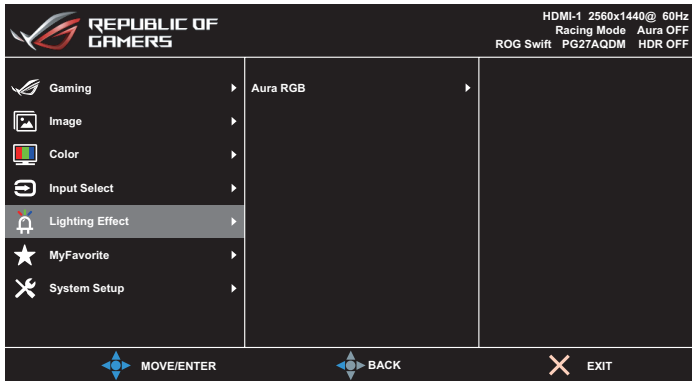 REPUBLIC OF
GAMERS
HDMI-1 2560x1440@ 60Hz
Racing Mode Aura OFF
ROG Swift PG27AQDM HDR OFF
Gaming
Aura RGB
Image
Color
Input Select
Lighting Effect
MyFavorite
System Setup
MOVE/ENTER
BACK
EXIT